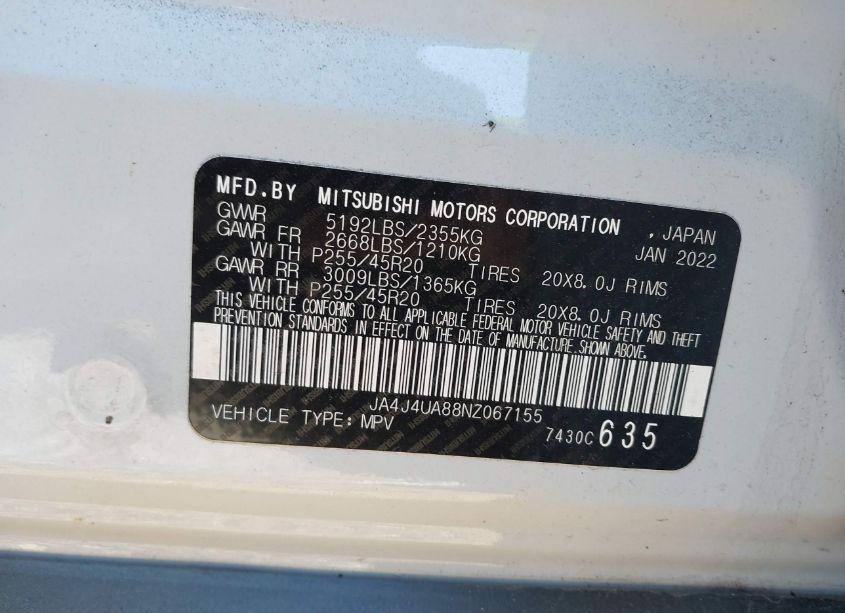 MFD.BY MITSUBISHI MOTORS CORPORATION , JAPAN
GVWR 5192LBS/2355KG JAN 2022
GAWR FR 2668LBS/1210KG
WITH P255/45R20 TIRES 20X8.0J RIMS
GAWR RR 3009LBS/1365KG
WITH P255/45R20 TIRES 20X8.0J RIMS
THIS VEHICLE CONFORMS TO ALL APPLICABLE FEDERAL MOTOR VEHICLE SAFETY AND THEFT
PREVENTION STANDARDS IN EFFECT ON THE DATE OF MANUFACTURE.SHOWN ABOVE.
JA4J4UA88NZ067155
VEHICLE TYPE: MPV 7430C 635